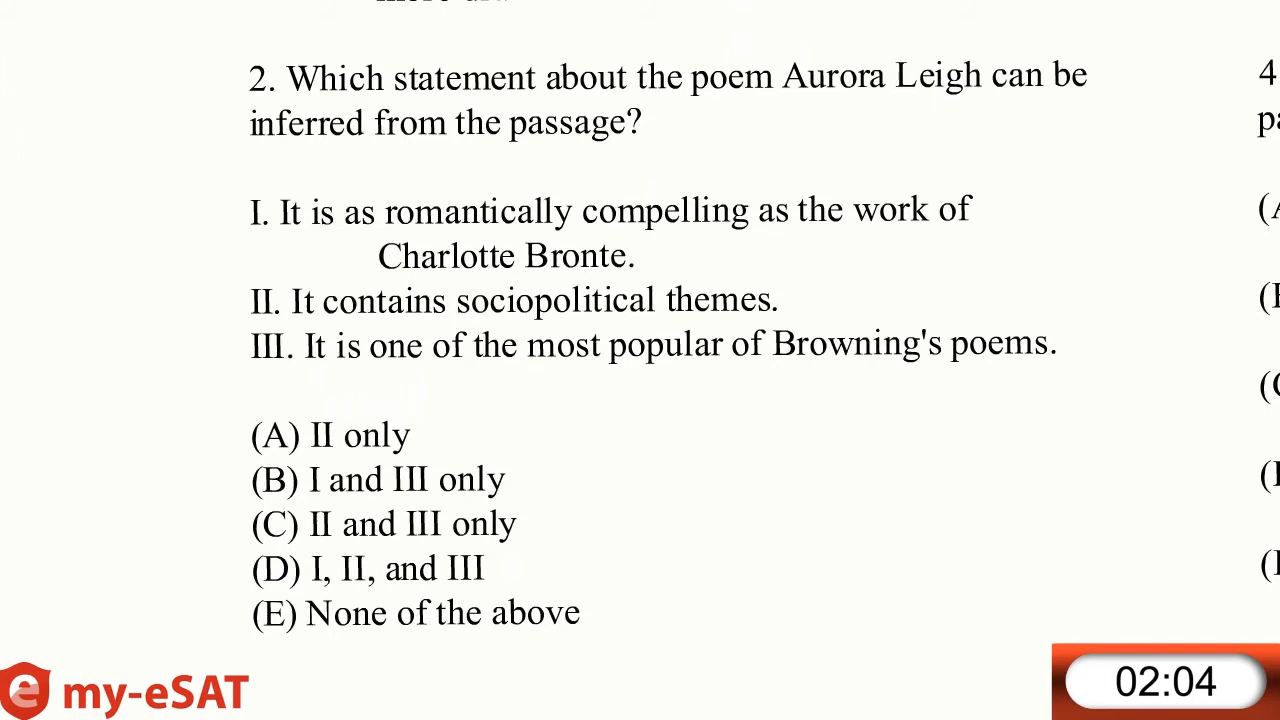 2. Which statement about the poem Aurora Leigh can be
inferred from the passage?
I. It is as romantically compelling as the work of
Charlotte Bronte.
II. It contains sociopolitical themes.
III. It is one of the most popular of Browning's poems.
(A) II only
(B) I and III only
(C) II and III only
(D) I, II, and III
(E) None of the above
4
my-eSAT
02:04